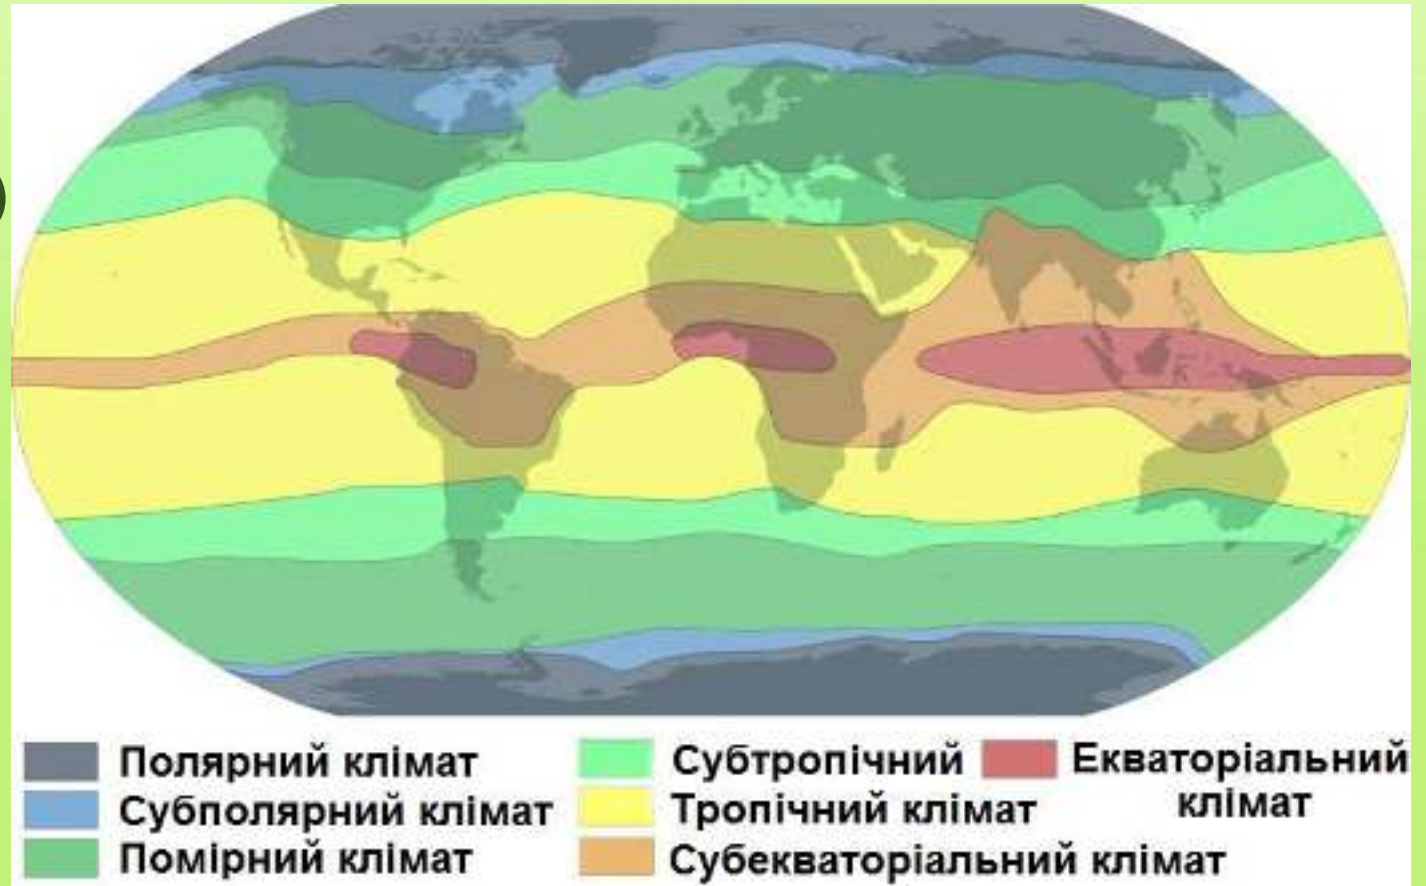 Полярний клімат
Субполярний клімат
Помірний клімат
Субтропічний
Тропічний клімат
Субекваторіальний клімат
Екваторіальний
клімат